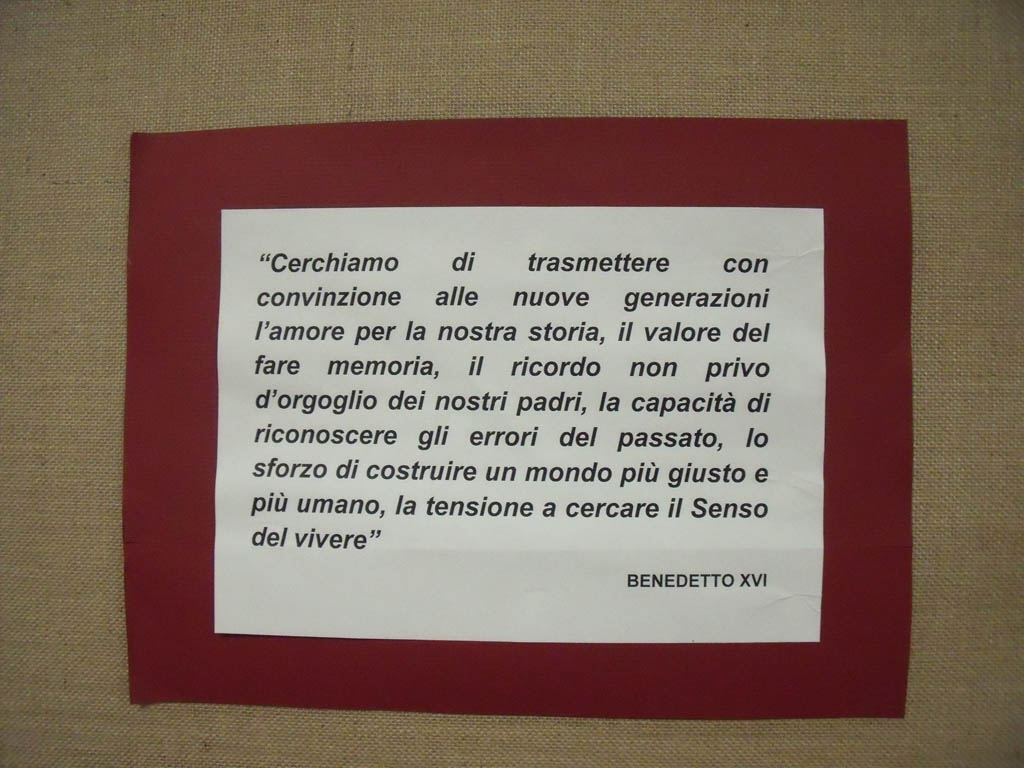 “Cerchiamo di trasmettere con
convinzione alle nuove generazioni
l’amore per la nostra storia, il valore del
fare memoria, il ricordo non privo
d’orgoglio dei nostri padri, la capacità di
riconoscere gli errori del passato, lo
sforzo di costruire un mondo più giusto e
più umano, la tensione a cercare il Senso
del vivere”
BENEDETTO XVI